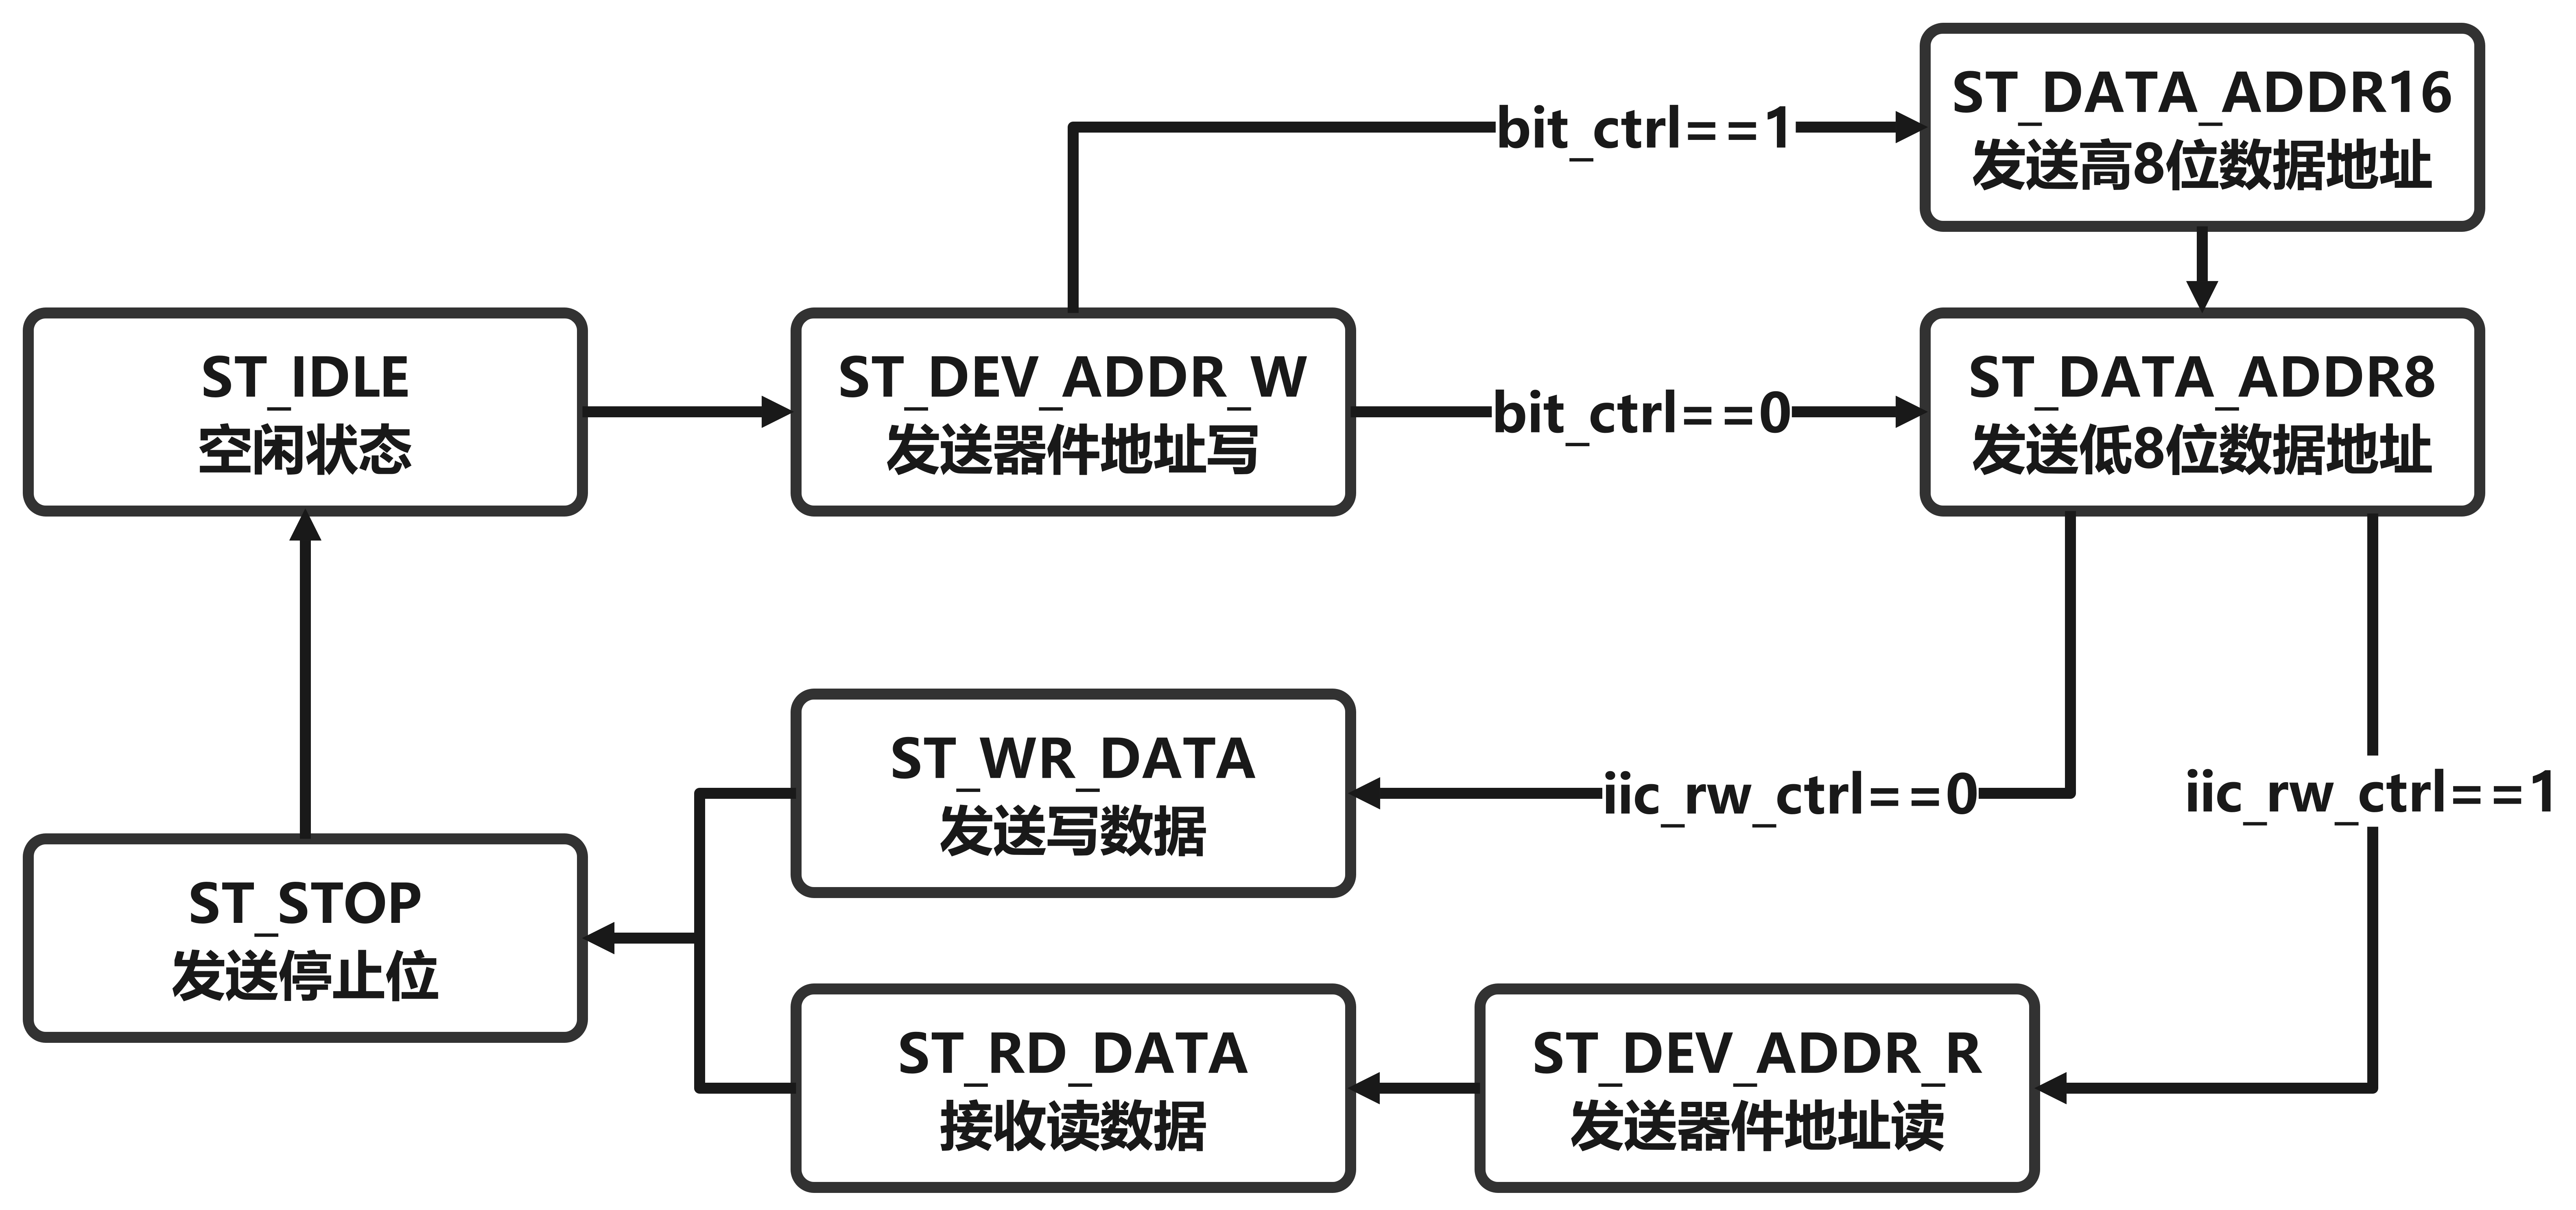 ST_DATA_ADDR16
发送高8位数据地址
bit_ctrl==1
ST_IDLE
空闲状态
ST_DEV_ADDR_W
发送器件地址写
bit_ctrl==0
ST_DATA_ADDR8
发送低8位数据地址
ST_WR_DATA
发送写数据
iic_rw_ctrl==0
iic_rw_ctrl==1
ST_STOP
发送停止位
ST_RD_DATA
接收读数据
ST_DEV_ADDR_R
发送器件地址读